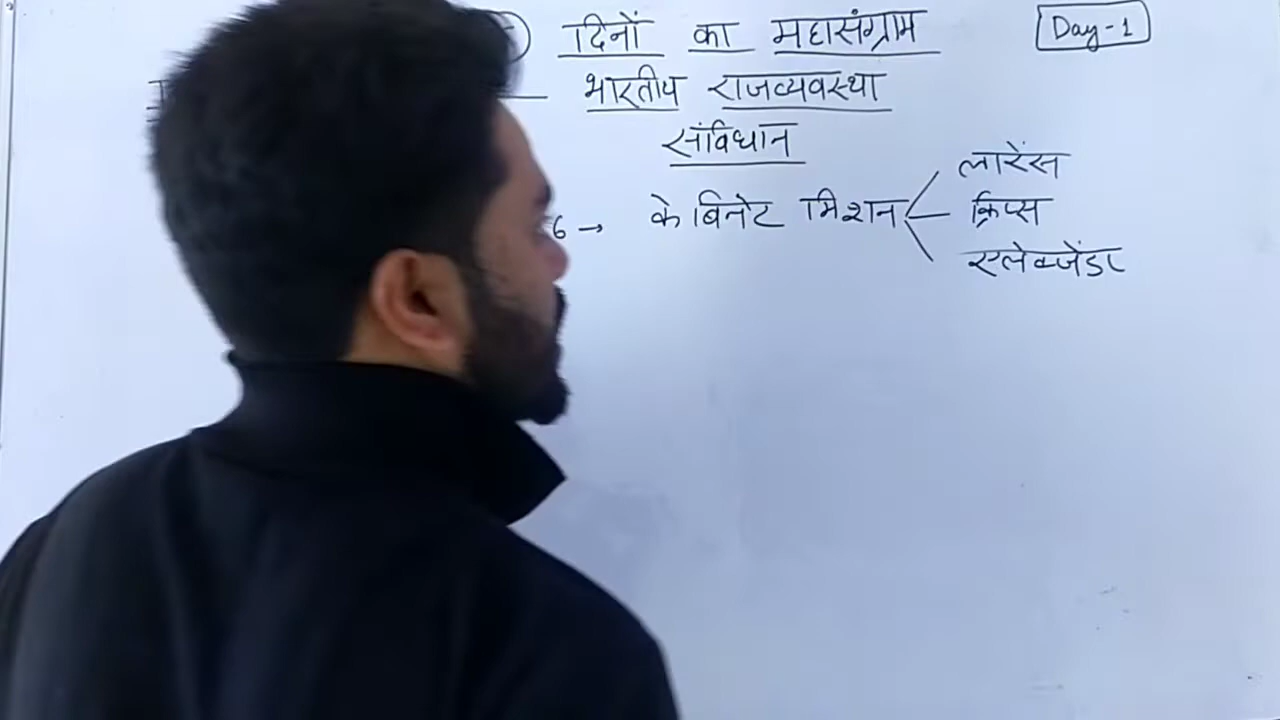 दिनों का महासंग्राम
Day-1
भारतीय राजव्यवस्था
संविधान
6 → केबिनेट मिशन
लारेंस
क्रिप्स
एलेक्जेंडर